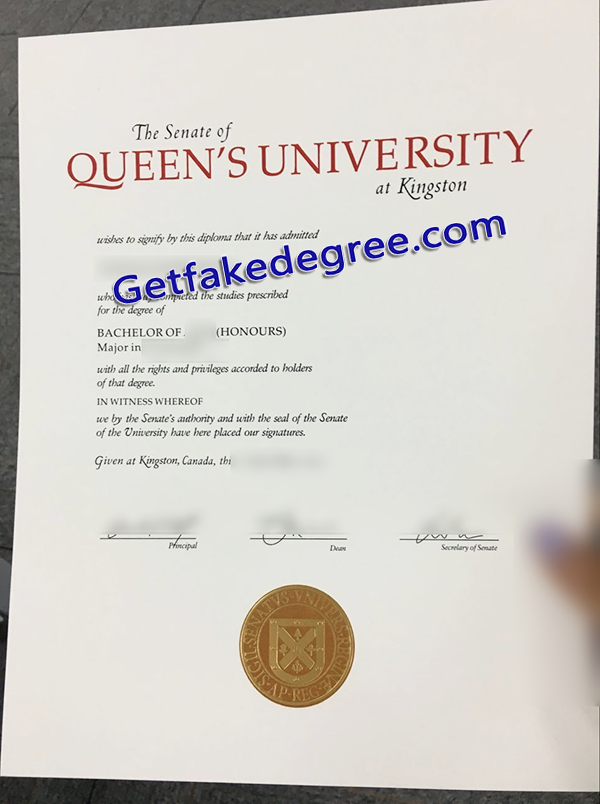 The Senate of
QUEEN'S UNIVERSITY
at Kingston
wishes to signify by this diploma that it has admitted
Getfakedegree.com
completed the studies prescribed
for the degree of
BACHELOR OF (HONOURS)
Major in
with all the rights and privileges accorded to holders
of that degree.
IN WITNESS WHEREOF
we by the Senate's authority and with the seal of the Senate
of the University have here placed our signatures.
Given at Kingston, Canada,
Principal
Dean
Secretary of Senate